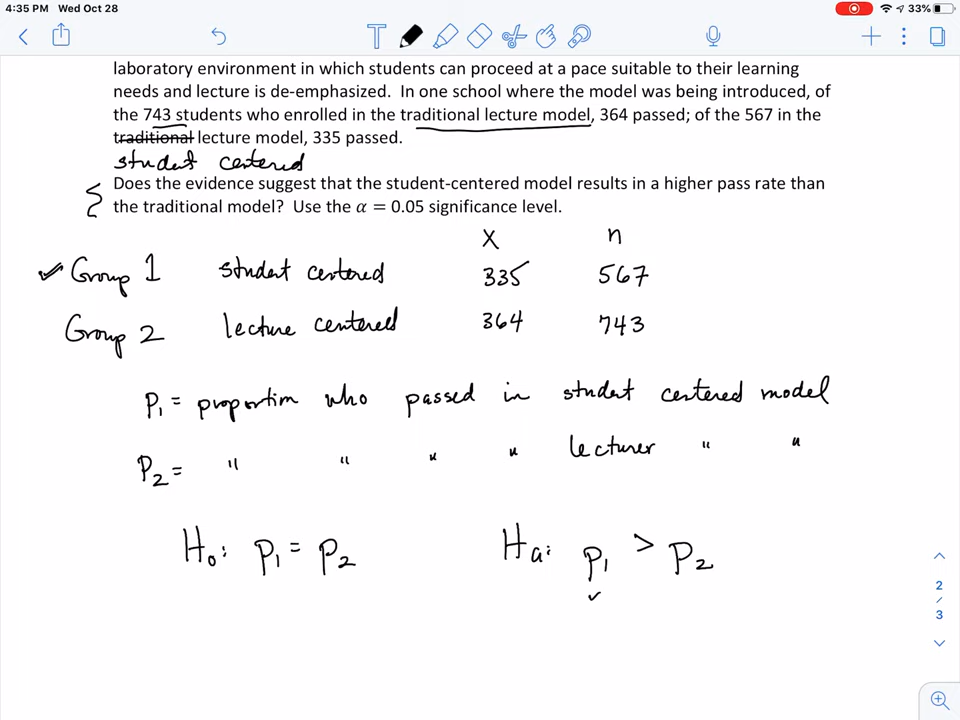 4:35 PM Wed Oct 28 33%
T
laboratory environment in which students can proceed at a pace suitable to their learning
needs and lecture is de-emphasized. In one school where the model was being introduced, of
the 743 students who enrolled in the traditional lecture model, 364 passed; of the 567 in the
traditional lecture model, 335 passed.
student centered
Does the evidence suggest that the student-centered model results in a higher pass rate than
the traditional model? Use the α = 0.05 significance level.
X n
Group 1 student centered 335 567
Group 2 lecture centered 364 743
P₁ = proportion who passed in student centered model
P₂ = " " " " lecturer " "
H₀: p₁ = p₂ Ha: p₁ > p₂
2
/
3